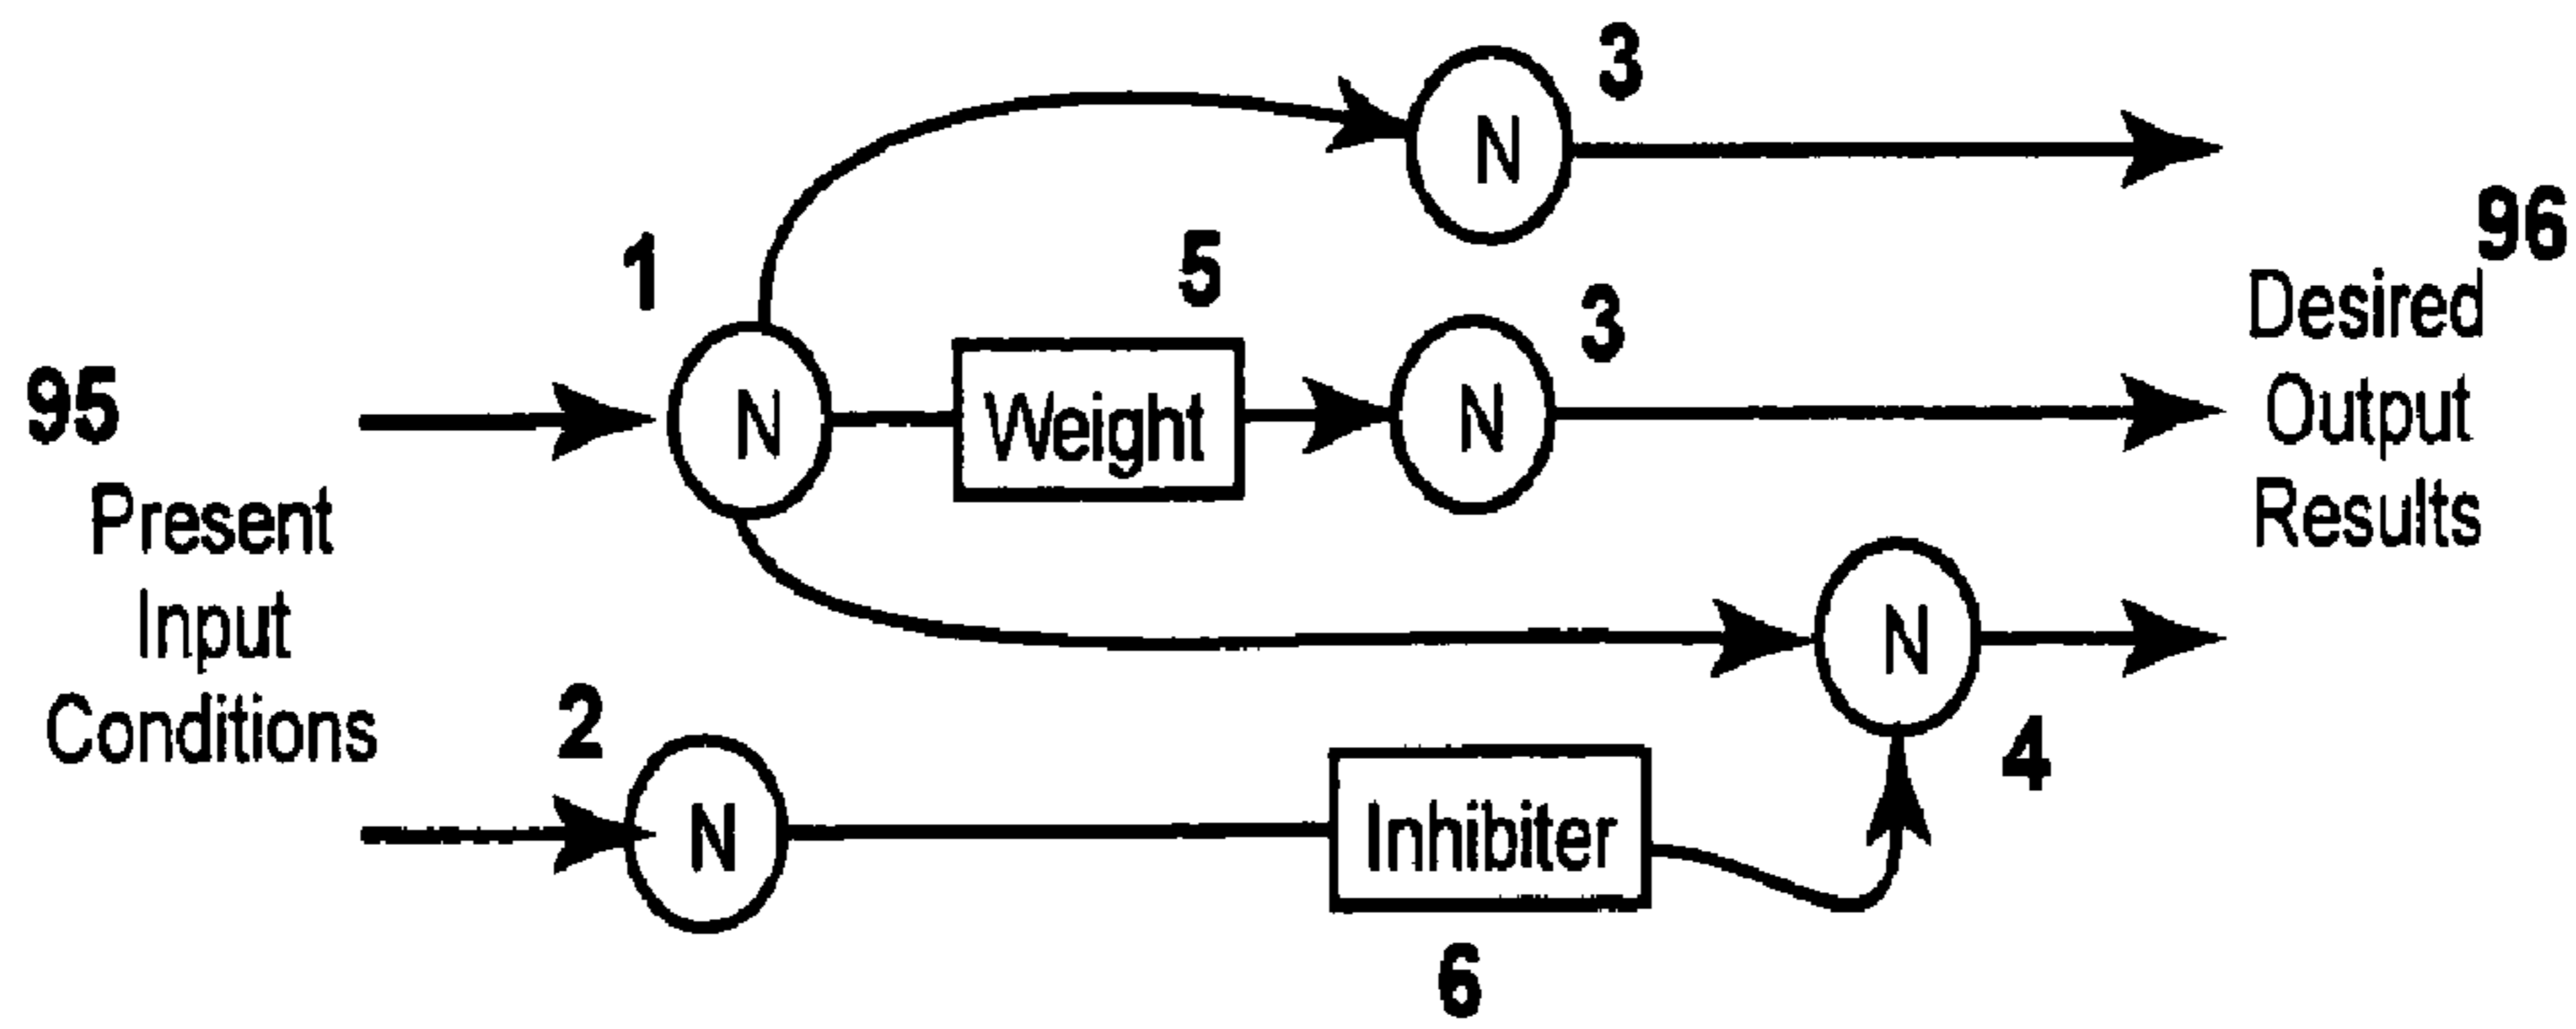 3
N
96
1
5
3
Desired
Output
Results
95
N
Weight
N
Present
Input
Conditions
N
4
2
N
Inhibiter
6